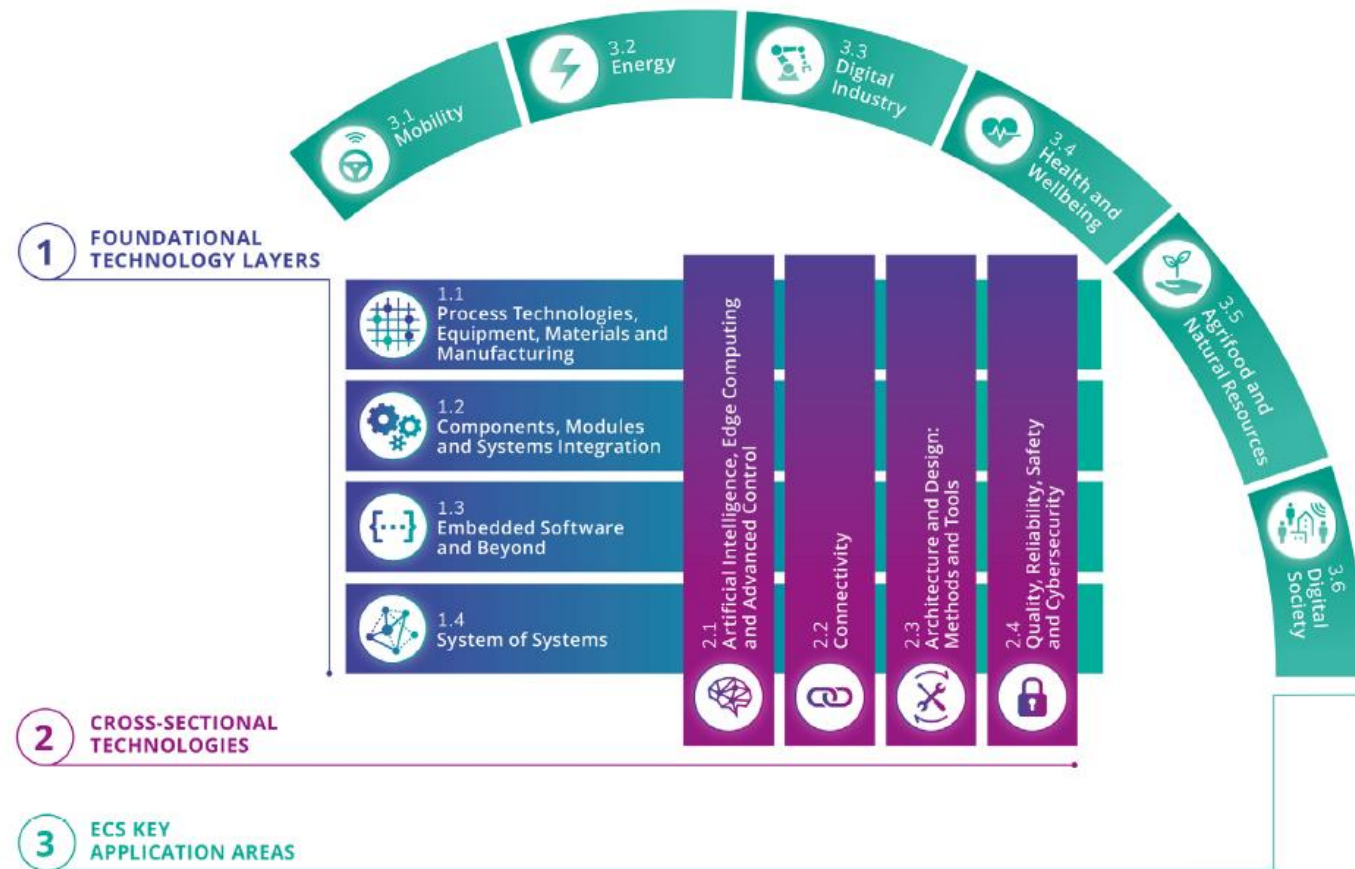 3.1
Mobility
3.2
Energy
3.3
Digital
Industry
3.4
Health and
Wellbeing
3.5
Agrifood and
Natural Resources
3.6
Digital
Society
1
FOUNDATIONAL
TECHNOLOGY LAYERS
1.1
Process Technologies,
Equipment, Materials and
Manufacturing
1.2
Components, Modules
and Systems Integration
1.3
Embedded Software
and Beyond
1.4
System of Systems
2.1
Artificial Intelligence, Edge Computing
and Advanced Control
2.2
Connectivity
2.3
Architecture and Design:
Methods and Tools
2.4
Quality, Reliability, Safety
and Cybersecurity
2
CROSS-SECTIONAL
TECHNOLOGIES
3
ECS KEY
APPLICATION AREAS